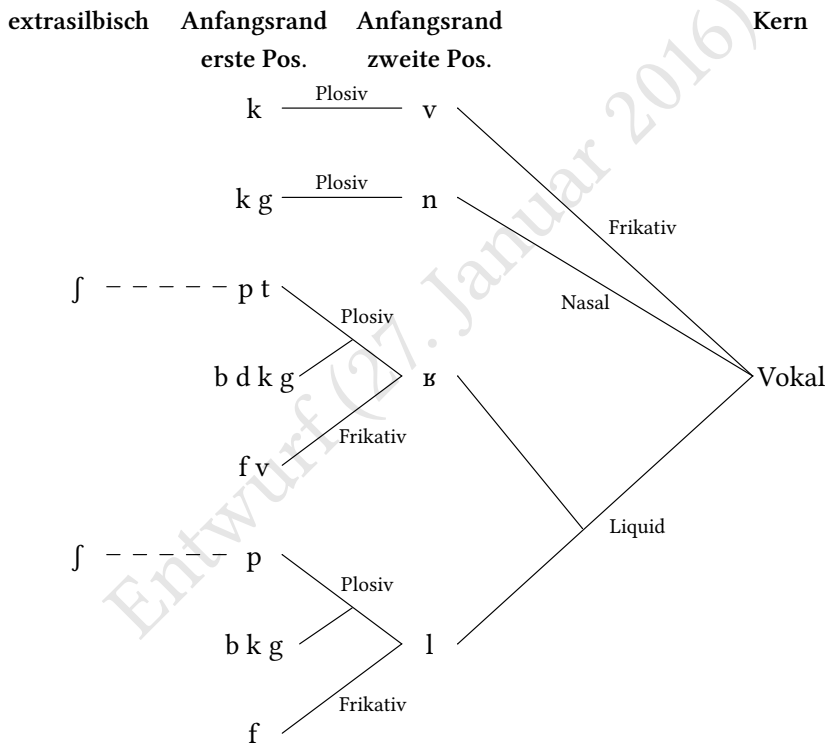 extrasilbisch Anfangsrand Anfangsrand Kern
erste Pos. zweite Pos.
k Plosiv v
k g Plosiv n
Frikativ
ʃ p t
Nasal
Plosiv
b d k g ʁ Vokal
Frikativ
f v
Liquid
ʃ p
Plosiv
b k g l
Frikativ
f
Entwurf (27. Januar 2016)